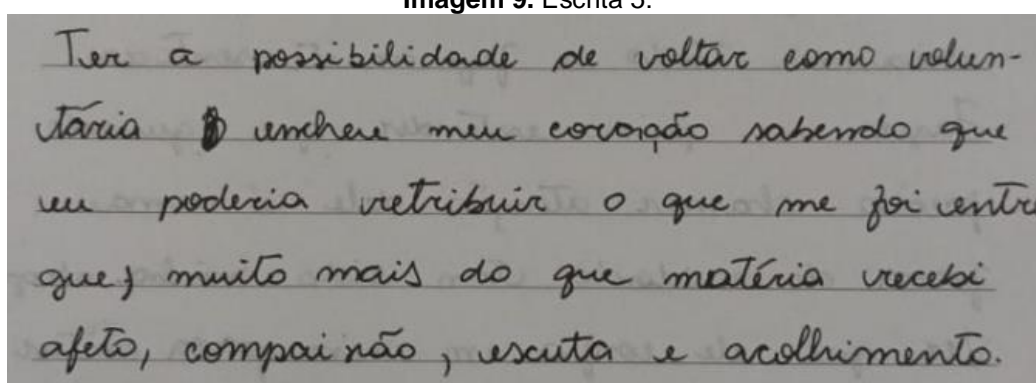 Imagem 9. Escrita 5.
Ter a possibilidade de voltar como volun-
tária encheu meu coração sabendo que
eu poderia retribuir o que me foi entre
gue, muito mais do que matéria recebi
afeto, compaixão, escuta e acolhimento.